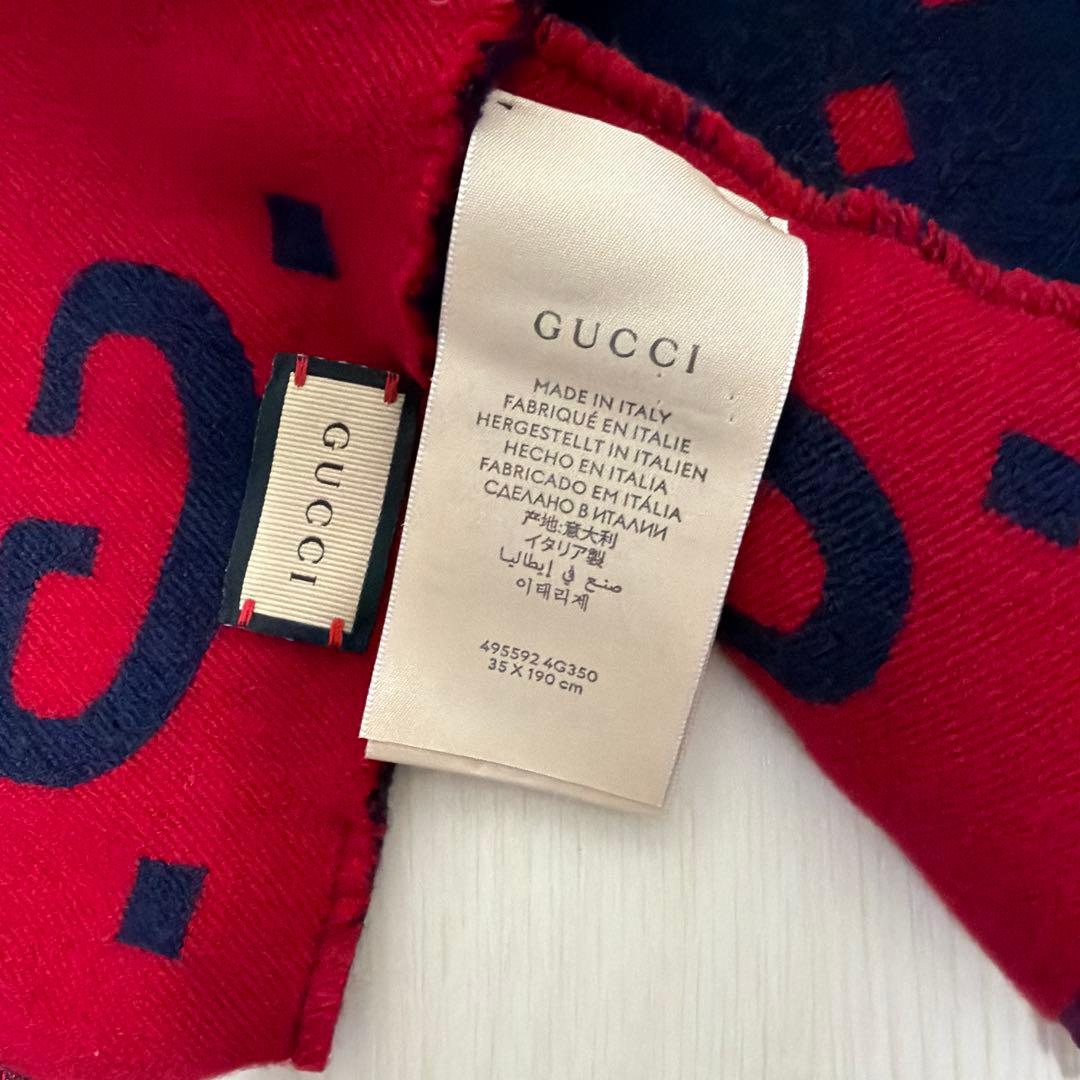 GUCCI
GUCCI
MADE IN ITALY
FABRIQUÉ EN ITALIE
HERGESTELLT IN ITALIEN
HECHO EN ITALIA
FABRICADO EM ITÁLIA
СДЕЛАНО В ИТАЛИИ
产地:意大利
イタリア製
صنع في إيطاليا
이태리제
495592 4G350
35 X 190 cm